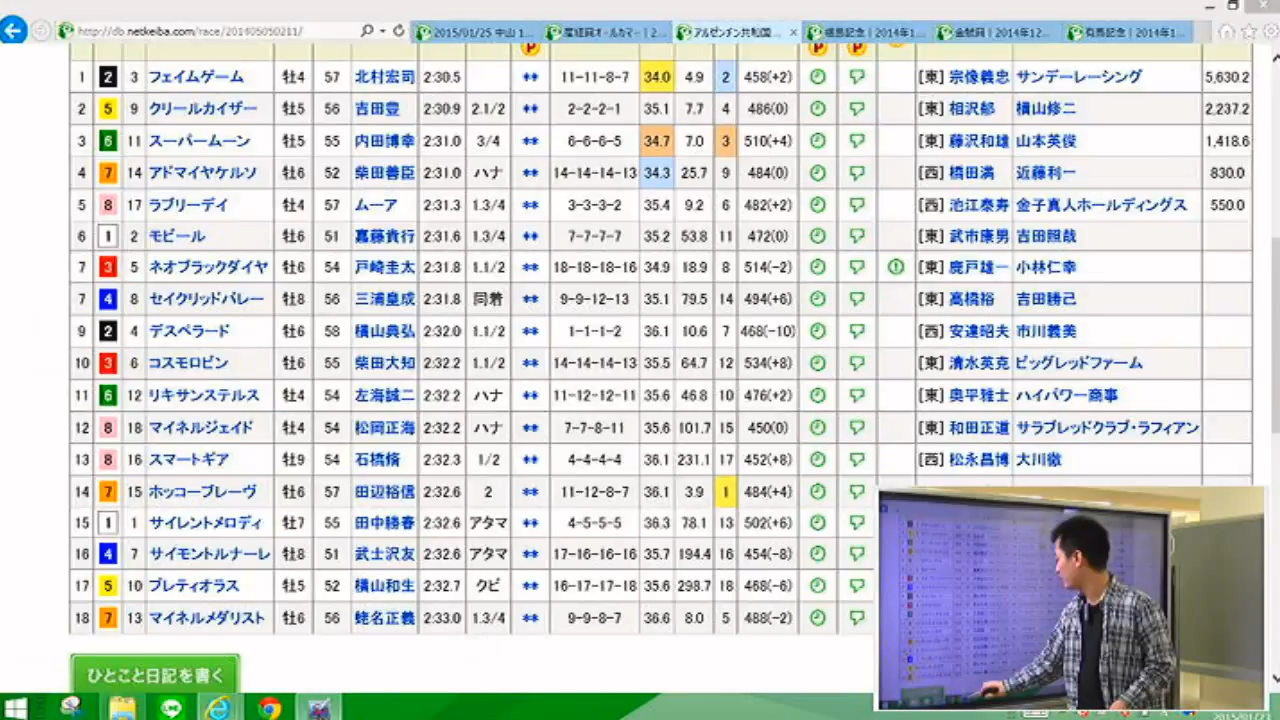 http://db.netkeiba.com/race/201405050211/
2015/01/25 中山 1...
産経賞オールカマー | 2...
アルゼンチン共和国...
福島記念 | 2014年1...
金鯱賞 | 2014年12...
有馬記念 | 2014年1...
1 2 3 フェイムゲーム 牡4 57 北村宏司 2:30.5 ** 11-11-8-7 34.0 4.9 2 458(+2) [東] 宗像義忠 サンデーレーシング 5,630.2
2 5 9 クリールカイザー 牡5 56 吉田豊 2:30.9 2.1/2 ** 2-2-2-1 35.1 7.7 4 486(0) [東] 相沢郁 横山修二 2,237.2
3 6 11 スーパームーン 牡5 55 内田博幸 2:31.0 3/4 ** 6-6-6-5 34.7 7.0 3 510(+4) [東] 藤沢和雄 山本英俊 1,418.6
4 7 14 アドマイヤケルソ 牡6 52 柴田善臣 2:31.0 ハナ ** 14-14-14-13 34.3 25.7 9 484(0) [西] 橋田満 近藤利一 830.0
5 8 17 ラブリーデイ 牡4 57 ムーア 2:31.3 1.3/4 ** 3-3-3-2 35.4 9.2 6 482(+2) [西] 池江泰寿 金子真人ホールディングス 550.0
6 1 2 モビール 牡6 51 嘉藤貴行 2:31.6 1.3/4 ** 7-7-7-7 35.2 53.8 11 472(0) [東] 武市康男 吉田照哉
7 3 5 ネオブラックダイヤ 牡6 54 戸崎圭太 2:31.8 1.1/2 ** 18-18-18-16 34.9 18.9 8 514(-2) [東] 鹿戸雄一 小林仁幸
7 4 8 セイクリッドバレー 牡8 56 三浦皇成 2:31.8 同着 ** 9-9-12-13 35.1 79.5 14 494(+6) [東] 高橋裕 吉田勝己
9 2 4 デスペラード 牡6 58 横山典弘 2:32.0 1.1/2 ** 1-1-1-2 36.1 10.6 7 468(-10) [西] 安達昭夫 市川義美
10 3 6 コスモロビン 牡6 55 柴田大知 2:32.2 1.1/2 ** 14-14-14-13 35.5 64.7 12 534(+8) [東] 清水英克 ビッグレッドファーム
11 6 12 リキサンステルス 牡4 54 左海誠二 2:32.2 ハナ ** 11-12-12-11 35.6 46.8 10 476(+2) [東] 奥平雅士 ハイパワー商事
12 8 18 マイネルジェイド 牡4 54 松岡正海 2:32.2 ハナ ** 7-7-8-11 35.6 101.7 15 450(0) [東] 和田正道 サラブレッドクラブ・ラフィアン
13 8 16 スマートギア 牡9 54 石橋脩 2:32.3 1/2 ** 4-4-4-4 36.1 231.1 17 452(+8) [西] 松永昌博 大川徹
14 7 15 ホッコーブレーヴ 牡6 57 田辺裕信 2:32.6 2 ** 11-12-8-7 36.1 3.9 1 484(+4)
15 1 1 サイレントメロディ 牡7 55 田中勝春 2:32.6 アタマ ** 4-5-5-5 36.3 78.1 13 502(+6)
16 4 7 サイモントルナーレ 牡8 51 武士沢友 2:32.6 アタマ ** 17-16-16-16 35.7 194.4 16 454(-8)
17 5 10 プレティオラス 牡5 52 横山和生 2:32.7 クビ ** 16-17-17-18 35.6 298.7 18 468(-6)
18 7 13 マイネルメダリスト 牡6 56 蛯名正義 2:33.0 1.3/4 ** 9-9-8-7 36.6 8.0 5 488(-2)
ひとこと日記を書く